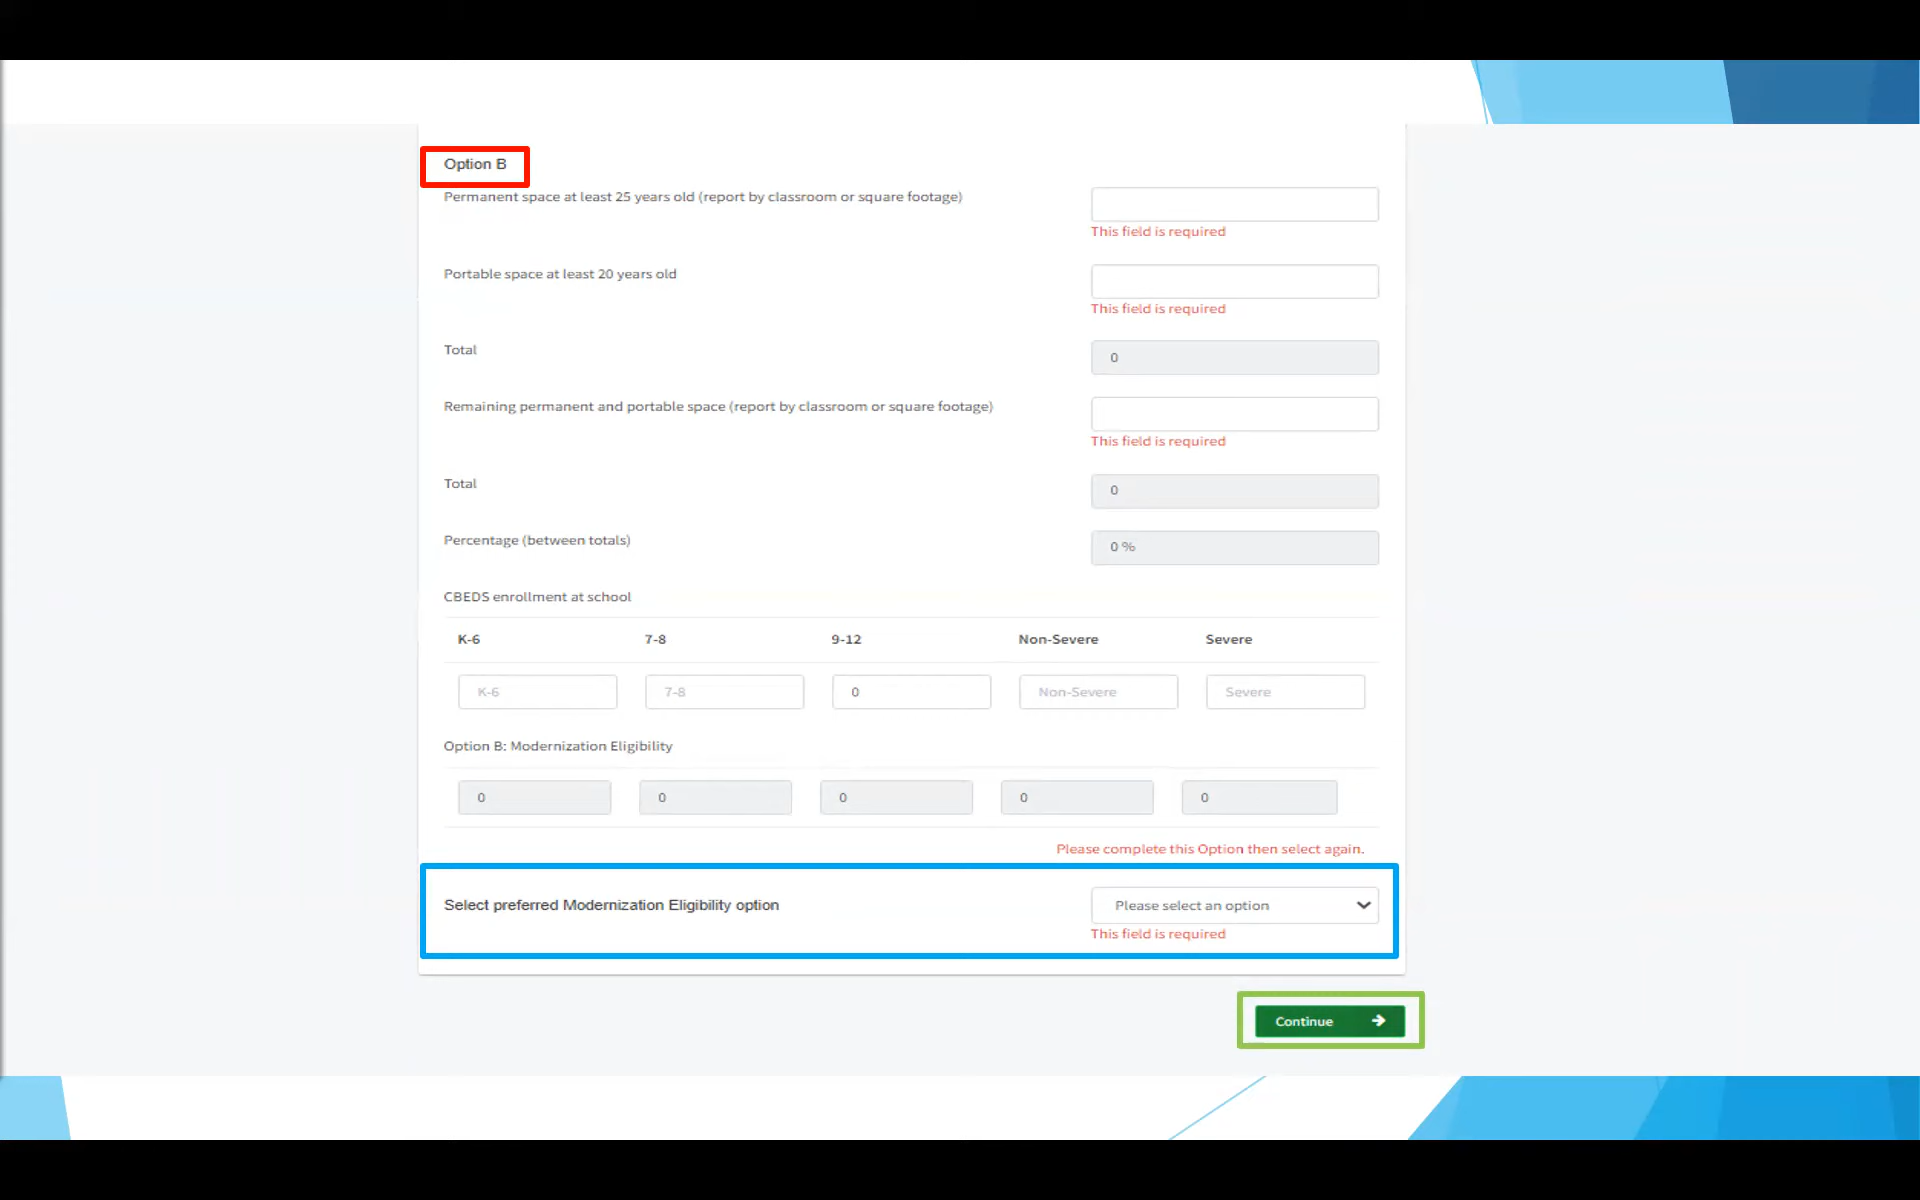 Option B
Permanent space at least 25 years old (report by classroom or square footage)
This field is required
Portable space at least 20 years old
This field is required
Total
0
Remaining permanent and portable space (report by classroom or square footage)
This field is required
Total
0
Percentage (between totals)
0 %
CBEDS enrollment at school
K-6 7-8 9-12 Non-Severe Severe
K-6 7-8 0 Non-Severe Severe
Option B: Modernization Eligibility
0 0 0 0 0
Please complete this Option then select again.
Select preferred Modernization Eligibility option Please select an option
This field is required
Continue